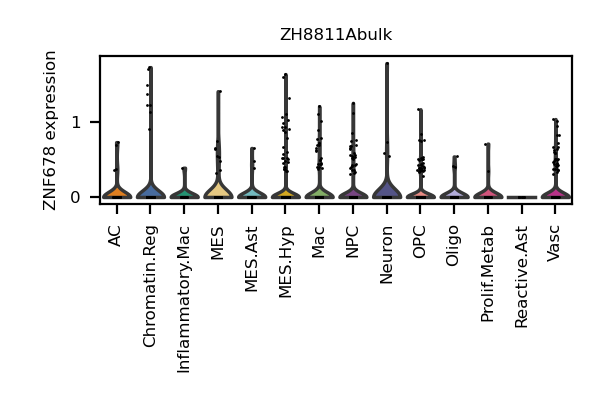 ZH8811Abulk
ZNF678 expression
1
0
AC
Chromatin.Reg
Inflammatory.Mac
MES
MES.Ast
MES.Hyp
Mac
NPC
Neuron
OPC
Oligo
Prolif.Metab
Reactive.Ast
Vasc